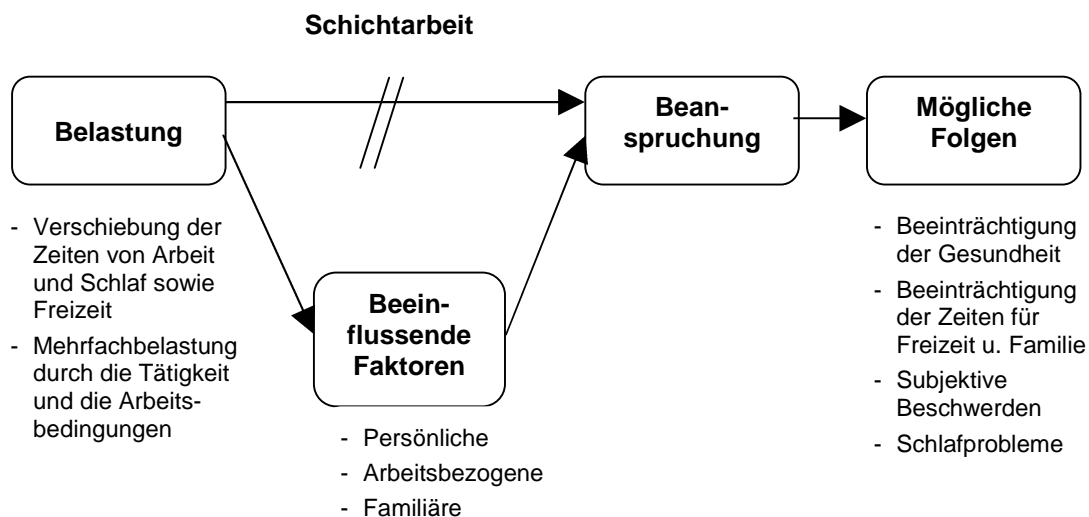 Schichtarbeit
Belastung
Bean-
spruchung
Mögliche
Folgen
- Verschiebung der
Zeiten von Arbeit
und Schlaf sowie
Freizeit
- Mehrfachbelastung
durch die Tätigkeit
und die Arbeits-
bedingungen
Beein-
flussende
Faktoren
- Persönliche
- Arbeitsbezogene
- Familiäre
- Beeinträchtigung
der Gesundheit
- Beeinträchtigung
der Zeiten für
Freizeit u. Familie
- Subjektive
Beschwerden
- Schlafprobleme